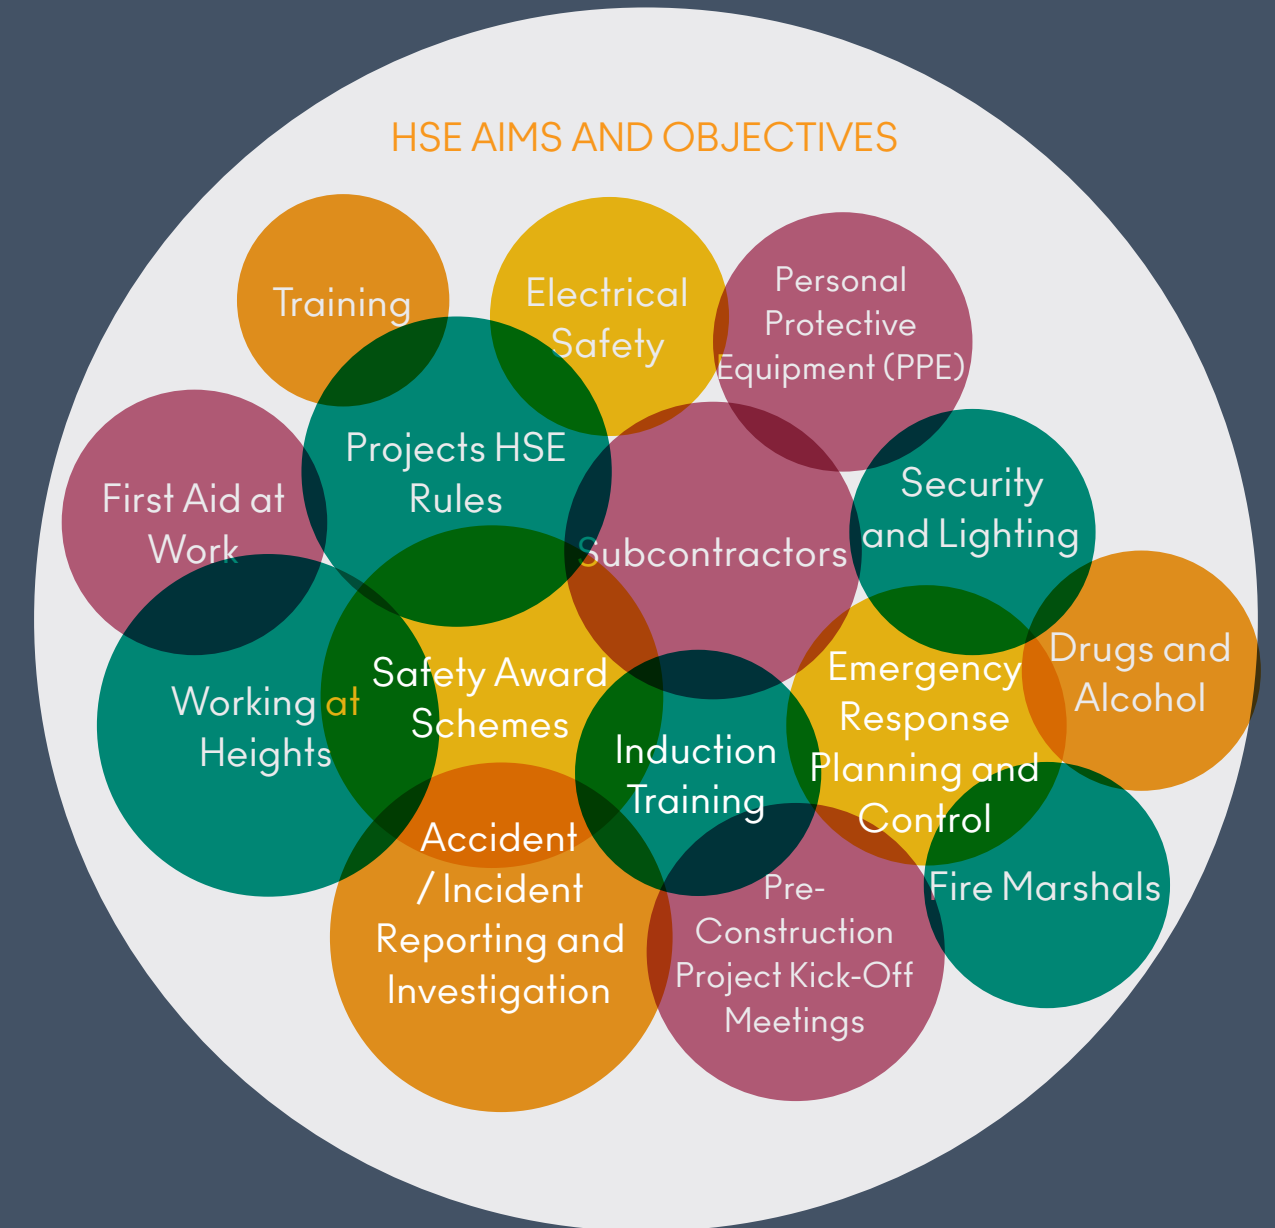 HSE AIMS AND OBJECTIVES
Training
Electrical
Safety
Personal
Protective
Equipment (PPE)
Projects HSE
Rules
First Aid at
Work
Subcontractors
Security
and Lighting
Working at
Heights
Safety Award
Schemes
Induction
Training
Emergency
Response
Planning and
Control
Drugs and
Alcohol
Accident
/ Incident
Reporting and
Investigation
Pre-
Construction
Project Kick-Off
Meetings
Fire Marshals